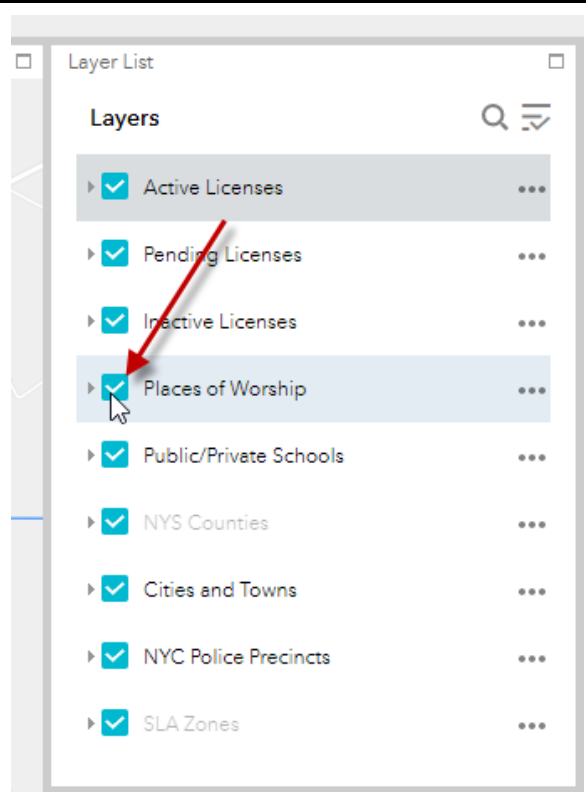 Layer List
Layers
Active Licenses
Pending Licenses
Inactive Licenses
Places of Worship
Public/Private Schools
NYS Counties
Cities and Towns
NYC Police Precincts
SLA Zones